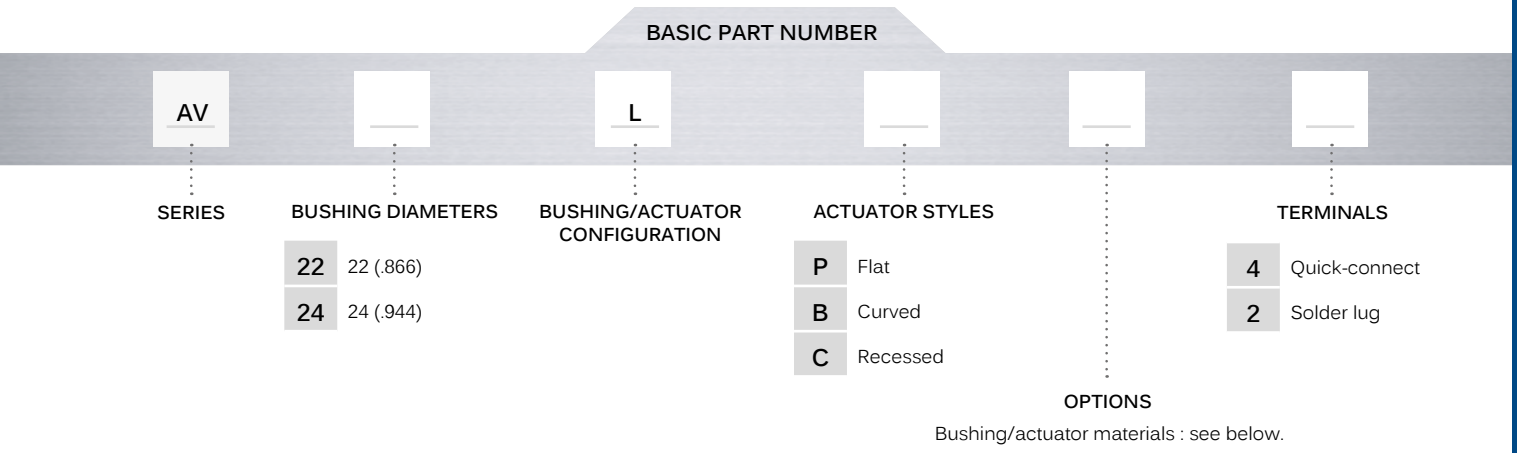 BASIC PART NUMBER
AV
L
SERIES
BUSHING DIAMETERS
22 22 (.866)
24 24 (.944)
BUSHING/ACTUATOR
CONFIGURATION
ACTUATOR STYLES
P Flat
B Curved
C Recessed
OPTIONS
Bushing/actuator materials : see below.
TERMINALS
4 Quick-connect
2 Solder lug